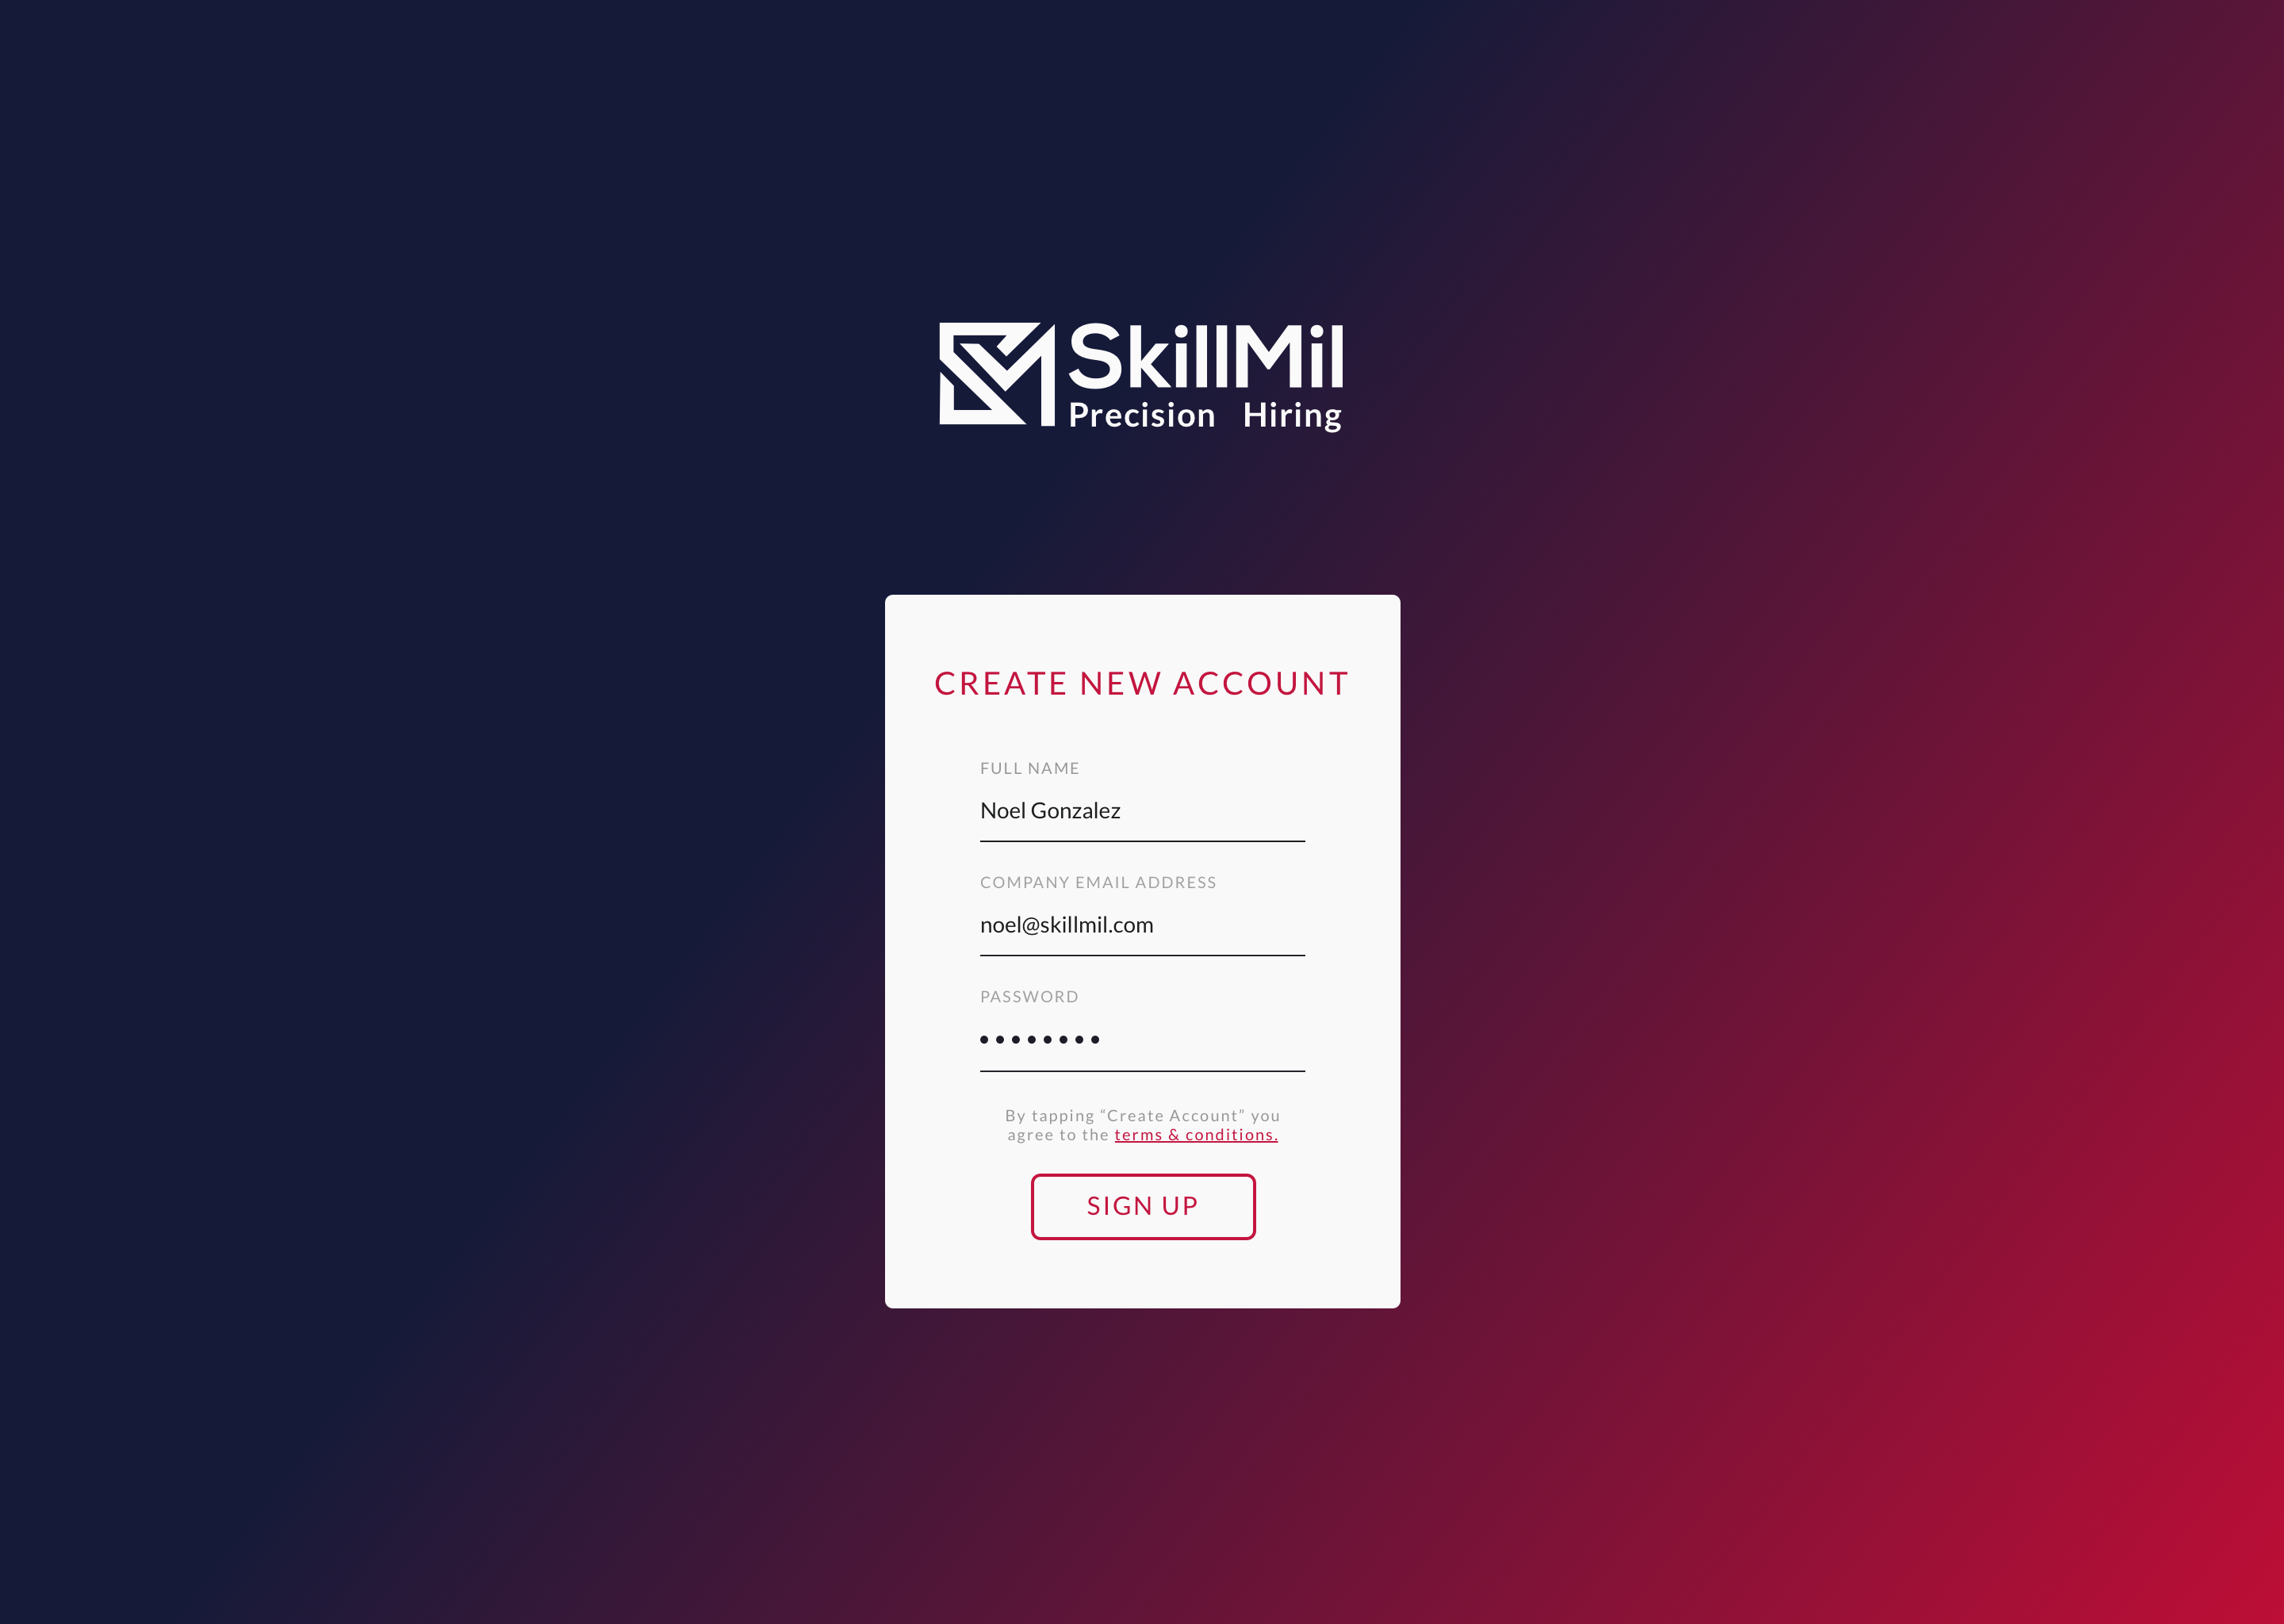 SkillMil
Precision Hiring
CREATE NEW ACCOUNT
FULL NAME
Noel Gonzalez
COMPANY EMAIL ADDRESS
noel@skillmil.com
PASSWORD
••••••••
By tapping “Create Account” you
agree to the terms & conditions.
SIGN UP